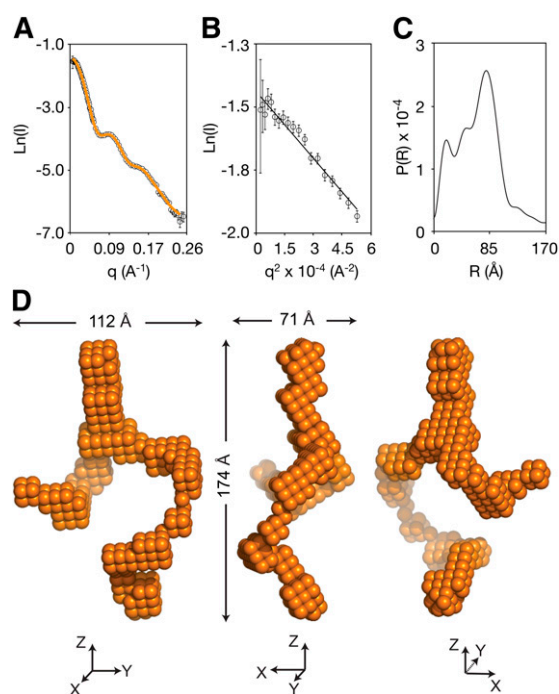 A
B
C
-1.0
-3.0
-5.0
-7.0
Ln(I)
0
0.09
0.17
0.26
q (A⁻¹)
-1.3
-1.5
-1.8
-2.0
Ln(I)
0
1.5
3
4.5
6
q² x 10⁻⁴ (A⁻²)
3
2
1
0
P(R) x 10⁻⁴
0
85
170
R (Å)
D
112 Å
71 Å
174 Å
Z
Y
X
Z
X
Y
Z
Y
X